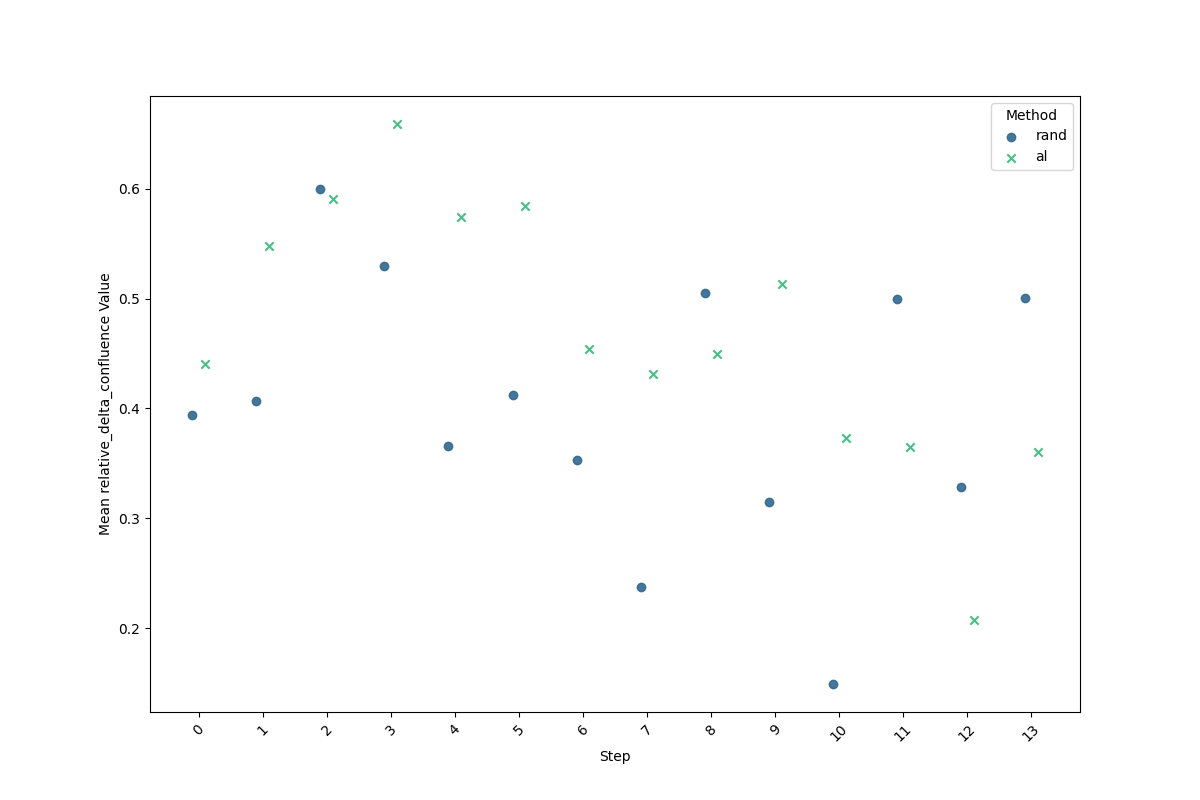 Method
rand
al
Mean relative_delta_confluence Value
0.6
0.5
0.4
0.3
0.2
0 1 2 3 4 5 6 7 8 9 10 11 12 13
Step